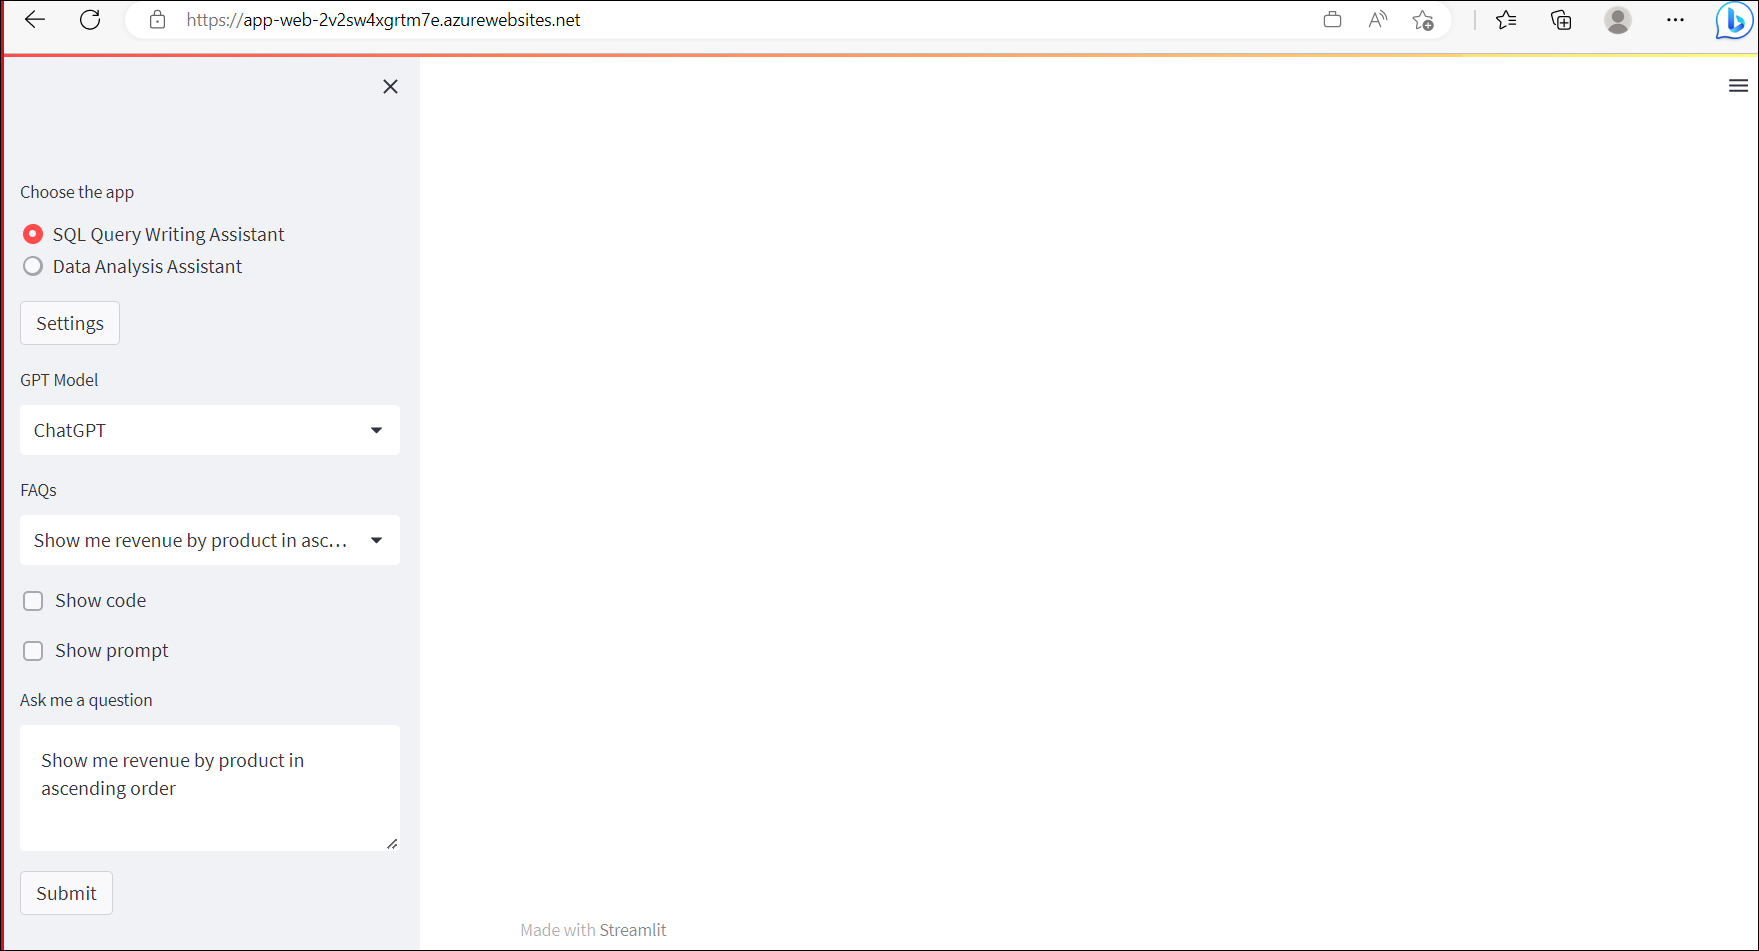 https://app-web-2v2sw4xgrtm7e.azurewebsites.net
Choose the app
SQL Query Writing Assistant
Data Analysis Assistant
Settings
GPT Model
ChatGPT
FAQs
Show me revenue by product in asc...
Show code
Show prompt
Ask me a question
Show me revenue by product in
ascending order
Submit
Made with Streamlit